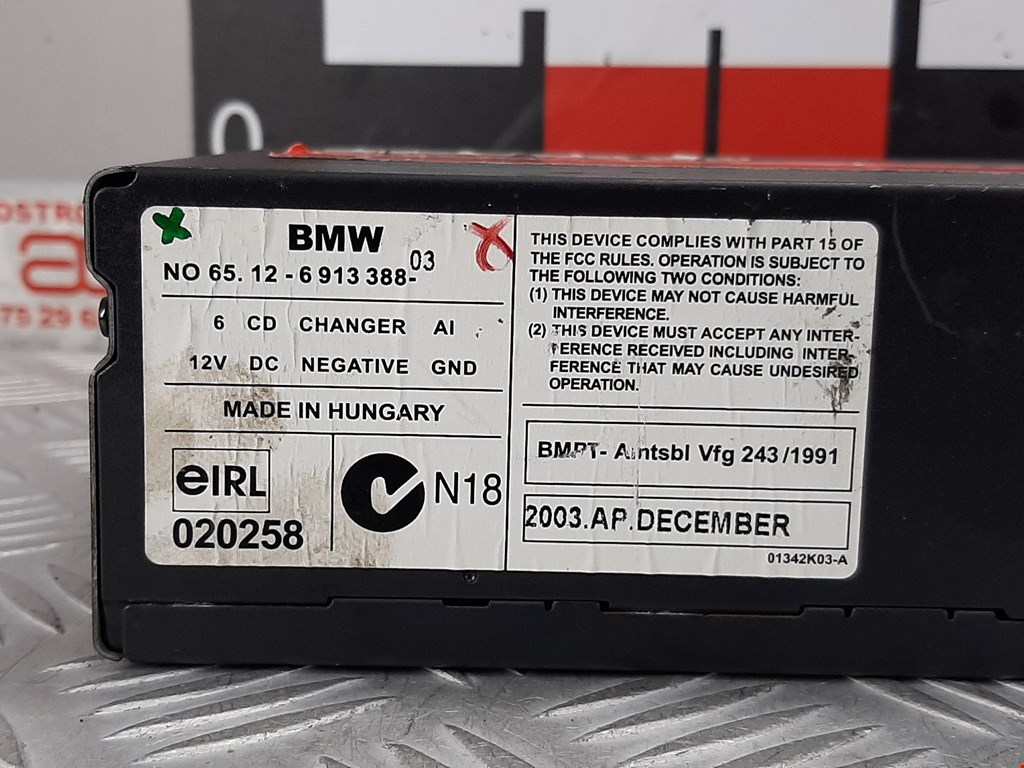 BMW
NO 65. 12 - 6 913 388- 03
6 CD CHANGER AI
12V DC NEGATIVE GND
MADE IN HUNGARY
eIRL
020258
N18
THIS DEVICE COMPLIES WITH PART 15 OF
THE FCC RULES. OPERATION IS SUBJECT TO
THE FOLLOWING TWO CONDITIONS:
(1) THIS DEVICE MAY NOT CAUSE HARMFUL
INTERFERENCE.
(2) THIS DEVICE MUST ACCEPT ANY INTER-
FERENCE RECEIVED INCLUDING INTER-
FERENCE THAT MAY CAUSE UNDESIRED
OPERATION.
BMPT- Amtsbl Vfg 243/1991
2003.AP.DECEMBER
01342K03-A
75 29 6